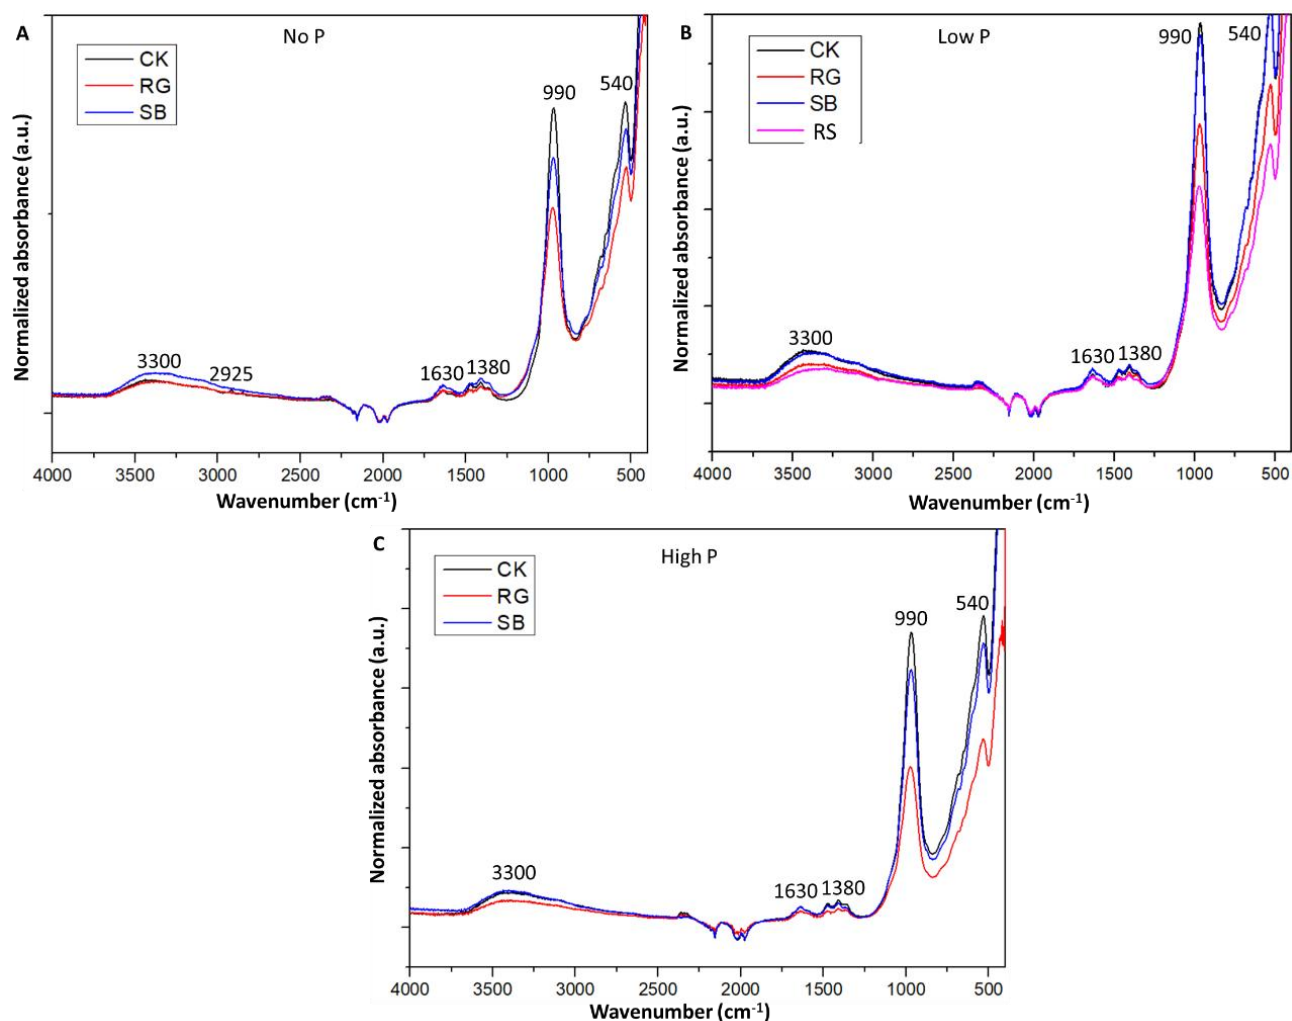 A
No P
CK
RG
SB
990
540
3300
2925
1630
1380
4000 3500 3000 2500 2000 1500 1000 500
Wavenumber (cm-1)
Normalized absorbance (a.u.)
B
Low P
CK
RG
SB
RS
990
540
3300
1630
1380
4000 3500 3000 2500 2000 1500 1000 500
Wavenumber (cm-1)
Normalized absorbance (a.u.)
C
High P
CK
RG
SB
990
540
3300
1630
1380
4000 3500 3000 2500 2000 1500 1000 500
Wavenumber (cm-1)
Normalized absorbance (a.u.)